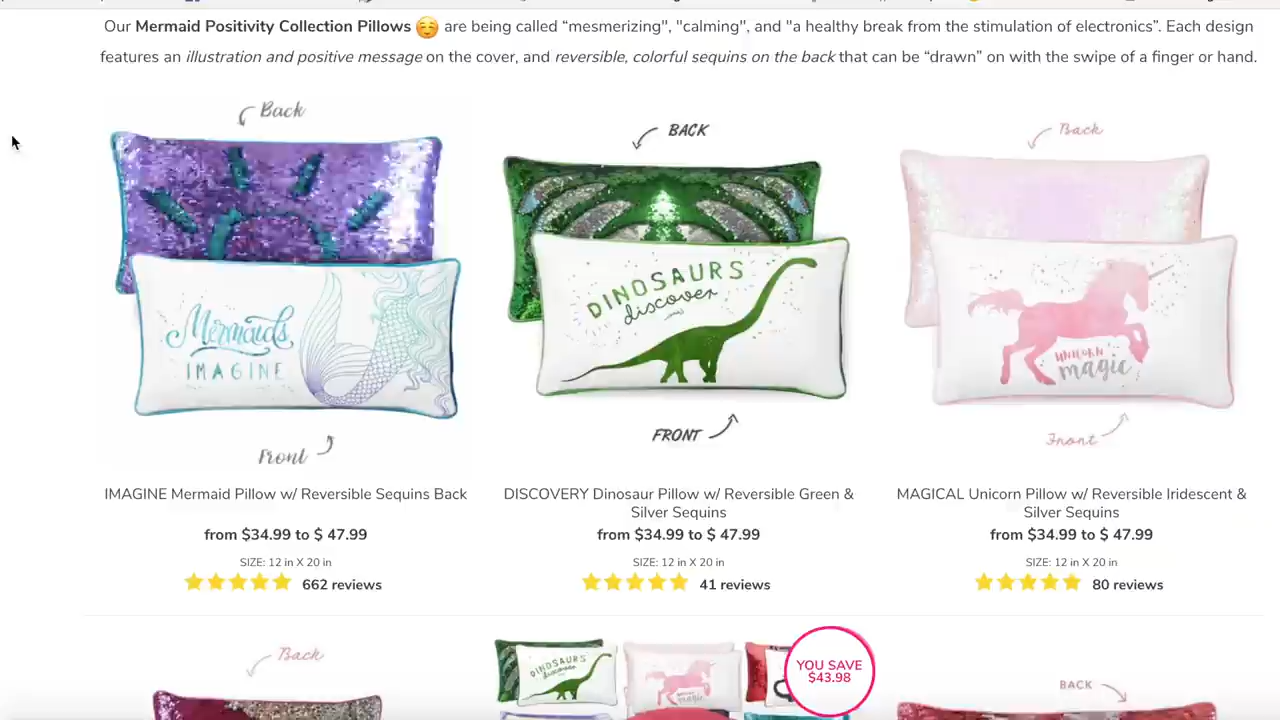 Our Mermaid Positivity Collection Pillows ☺️ are being called “mesmerizing", "calming", and "a healthy break from the stimulation of electronics”. Each design
features an illustration and positive message on the cover, and reversible, colorful sequins on the back that can be “drawn” on with the swipe of a finger or hand.
Back
Mermaids
IMAGINE
Front
BACK
DINOSAURS
discover
FRONT
Back
UNICORN
magic
Front
IMAGINE Mermaid Pillow w/ Reversible Sequins Back
from $34.99 to $ 47.99
SIZE: 12 in X 20 in
662 reviews
DISCOVERY Dinosaur Pillow w/ Reversible Green &
Silver Sequins
from $34.99 to $ 47.99
SIZE: 12 in X 20 in
41 reviews
MAGICAL Unicorn Pillow w/ Reversible Iridescent &
Silver Sequins
from $34.99 to $ 47.99
SIZE: 12 in X 20 in
80 reviews
Back
DINOSAURS
discover
UNICORN
magic
YOU SAVE
$43.98
BACK